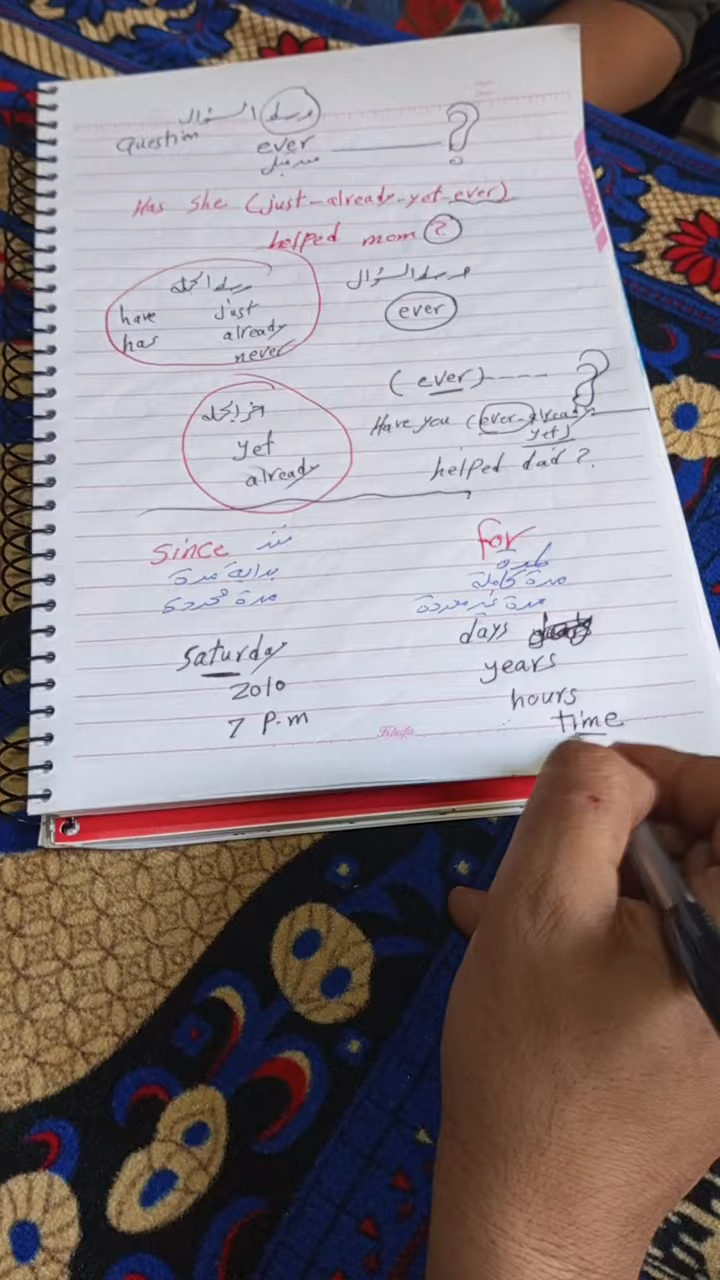 وسط السؤال
Question ever ?
من قبل
Has she (just-already-yet-ever)
helped mom ?
وسط الجملة
have just
has already
never
وسط السؤال
ever
(ever) ---- ?
Have you (ever-already-
yet)
helped dad ?
اخر الجملة
yet
already
Since منذ
بداية مدة
مدة محددة
Saturday
2010
7 P.m
for
لمدة
مدة كاملة
مدة غير محددة
days
years
hours
time